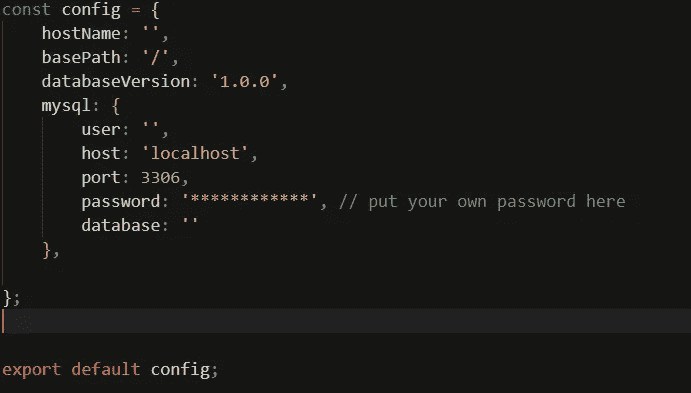 const config = {
    hostName: '',
    basePath: '/',
    databaseVersion: '1.0.0',
    mysql: {
        user: '',
        host: 'localhost',
        port: 3306,
        password: '************', // put your own password here
        database: ''
    },
};
export default config;